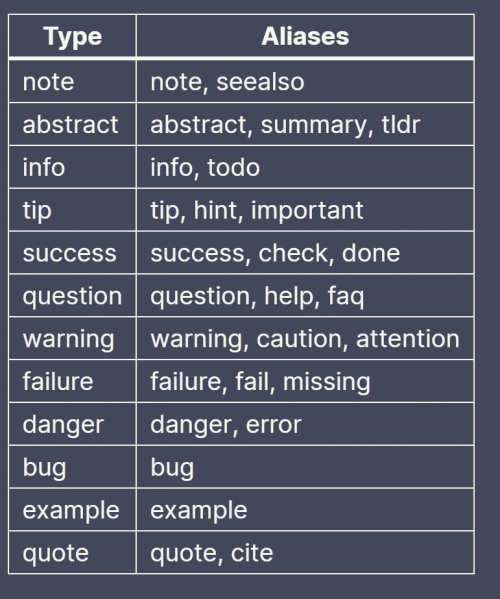 Type Aliases
note note, seealso
abstract abstract, summary, tldr
info info, todo
tip tip, hint, important
success success, check, done
question question, help, faq
warning warning, caution, attention
failure failure, fail, missing
danger danger, error
bug bug
example example
quote quote, cite